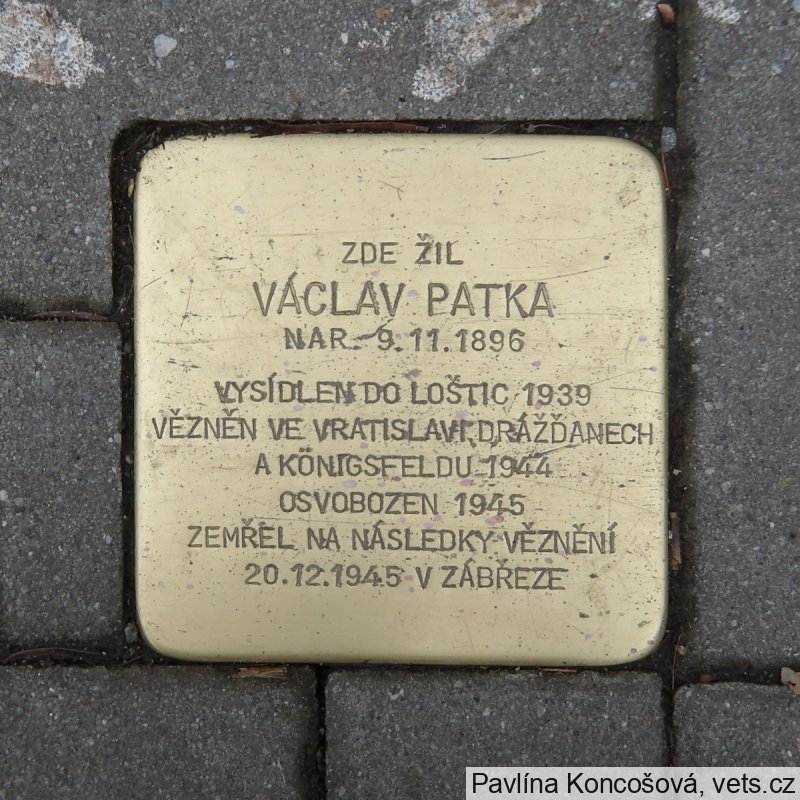 ZDE ŽIL
VÁCLAV PATKA
NAR. 9.11.1896
VYSÍDLEN DO LOŠTIC 1939
VĚZNĚN VE VRATISLAVI, DRÁŽĎANECH
A KÖNIGSFELDU 1944
OSVOBOZEN 1945
ZEMŘEL NA NÁSLEDKY VĚZNĚNÍ
20.12.1945 V ZÁBŘEZE
Pavlína Koncošová, vets.cz